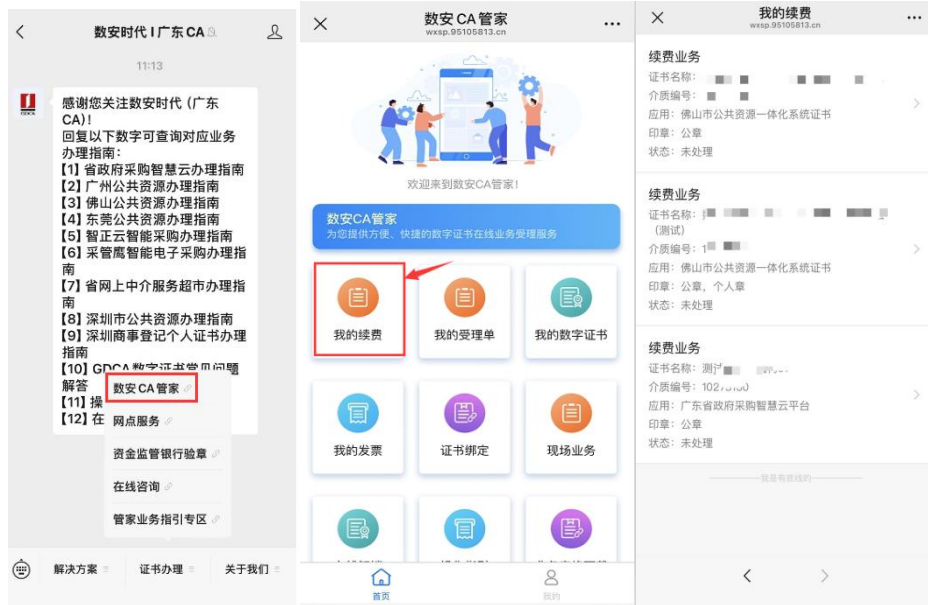 数安时代 I 广东 CA
11:13
感谢您关注数安时代 (广东
CA)!
回复以下数字可查询对应业务
办理指南:
【1】省政府采购智慧云办理指南
【2】广州公共资源办理指南
【3】佛山公共资源办理指南
【4】东莞公共资源办理指南
【5】智正云智能采购办理指南
【6】采管鹰智能电子采购办理指
南
【7】省网上中介服务超市办理指
南
【8】深圳市公共资源办理指南
【9】深圳商事登记个人证书办理
指南
【10】GDCA数字证书常见问题
解答
【11】操
【12】在
数安 CA 管家
网点服务
资金监管银行验章
在线咨询
管家业务指引专区
解决方案
证书办理
关于我们
数安 CA 管家
wxsp.95105813.cn
欢迎来到数安CA管家!
数安CA管家
为您提供方便、快捷的数字证书在线业务受理服务
我的续费
我的受理单
我的数字证书
我的发票
证书绑定
现场业务
首页
我的
我的续费
wxsp.95105813.cn
续费业务
证书名称:
介质编号:
应用: 佛山市公共资源一体化系统证书
印章: 公章
状态: 未处理
续费业务
证书名称:
(测试)
介质编号: 1
应用: 佛山市公共资源一体化系统证书
印章: 公章, 个人章
状态: 未处理
续费业务
证书名称: 测
介质编号:
应用: 广东省政府采购智慧云平台
印章: 公章
状态: 未处理
我是有底线的